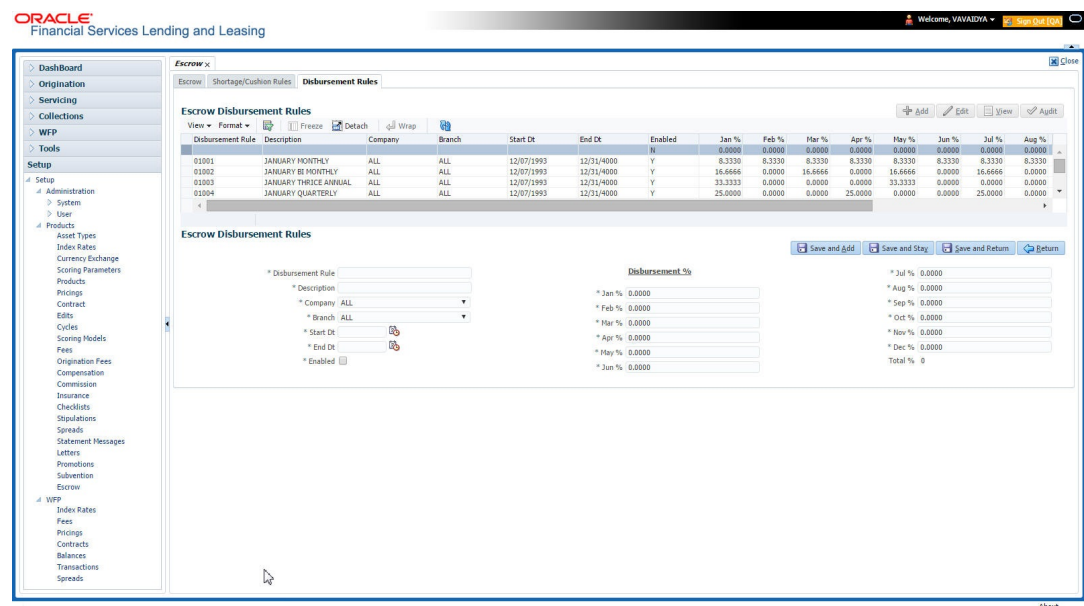 ORACLE
Financial Services Lending and Leasing
Welcome, VAVAIDYA
Sign Out [QA]
Close
DashBoard
Origination
Servicing
Collections
WFP
Tools
Setup
Setup
Administration
System
User
Products
Asset Types
Index Rates
Currency Exchange
Scoring Parameters
Products
Pricings
Contract
Edits
Cycles
Scoring Models
Fees
Origination Fees
Compensation
Commission
Insurance
Checklists
Stipulations
Spreads
Statement Messages
Letters
Promotions
Subvention
Escrow
WFP
Index Rates
Fees
Pricings
Contracts
Balances
Transactions
Spreads
Escrow ×
Escrow Shortage/Cushion Rules Disbursement Rules
Escrow Disbursement Rules
Add Edit View Audit
View Format Freeze Detach Wrap
Disbursement Rule Description Company Branch Start Dt End Dt Enabled Jan % Feb % Mar % Apr % May % Jun % Jul % Aug %
N 0.0000 0.0000 0.0000 0.0000 0.0000 0.0000 0.0000 0.0000
01001 JANUARY MONTHLY ALL ALL 12/07/1993 12/31/4000 Y 8.3330 8.3330 8.3330 8.3330 8.3330 8.3330 8.3330 8.3330
01002 JANUARY BI MONTHLY ALL ALL 12/07/1993 12/31/4000 Y 16.6666 0.0000 16.6666 0.0000 16.6666 0.0000 16.6666 0.0000
01003 JANUARY THRICE ANNUAL ALL ALL 12/07/1993 12/31/4000 Y 33.3333 0.0000 0.0000 0.0000 33.3333 0.0000 0.0000 0.0000
01004 JANUARY QUARTERLY ALL ALL 12/07/1993 12/31/4000 Y 25.0000 0.0000 0.0000 25.0000 0.0000 0.0000 25.0000 0.0000
Escrow Disbursement Rules
Save and Add Save and Stay Save and Return Return
* Disbursement Rule
* Description
* Company ALL
* Branch ALL
* Start Dt
* End Dt
* Enabled
Disbursement %
* Jan % 0.0000
* Feb % 0.0000
* Mar % 0.0000
* Apr % 0.0000
* May % 0.0000
* Jun % 0.0000
* Jul % 0.0000
* Aug % 0.0000
* Sep % 0.0000
* Oct % 0.0000
* Nov % 0.0000
* Dec % 0.0000
Total % 0